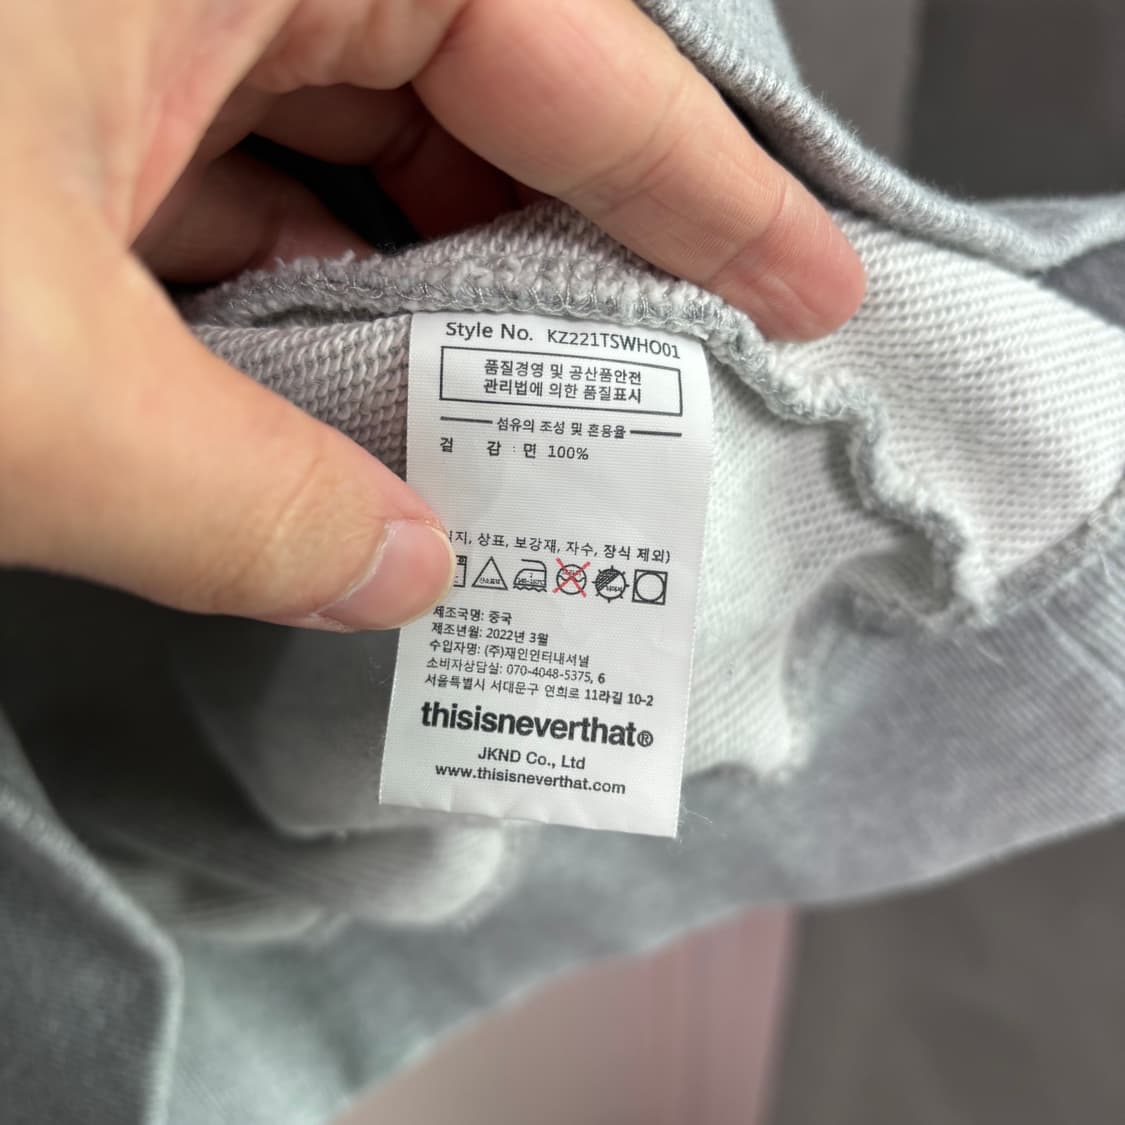 Style No. KZ221TSWHO01
품질경영 및 공산품안전
관리법에 의한 품질표시
섬유의 조성 및 혼용율
겉 감 : 면 100%
지, 상표, 보강재, 자수, 장식 제외)
산소표백
제조국명: 중국
제조년월: 2022년 3월
수입자명: (주)재인인터내셔널
소비자상담실: 070-4048-5375, 6
서울특별시 서대문구 연희로 11라길 10-2
thisisneverthat®
JKND Co., Ltd
www.thisisneverthat.com